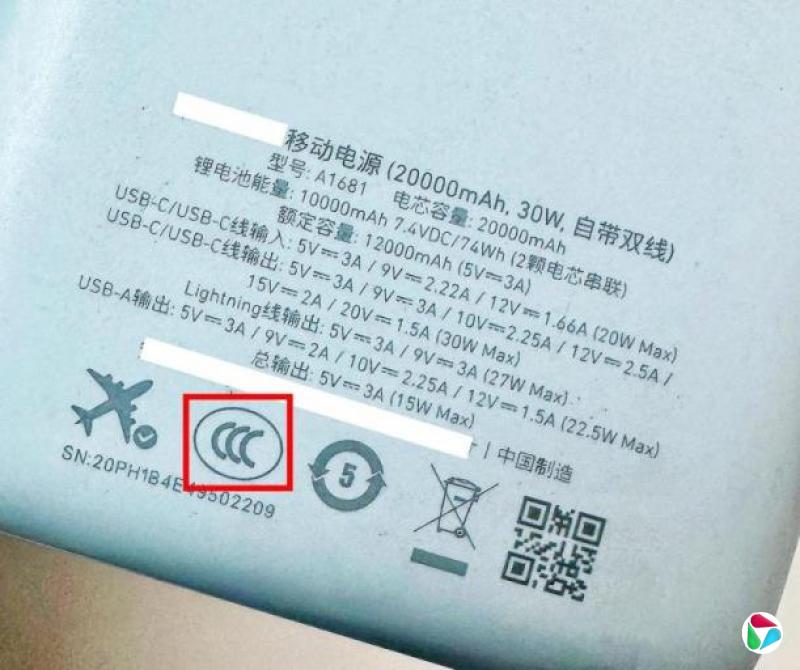 移动电源 (20000mAh, 30W, 自带双线)
型号: A1681 电芯容量: 20000mAh
锂电池能量: 10000mAh 7.4VDC/74Wh (2颗电芯串联)
额定容量: 12000mAh (5V⎓3A)
USB-C/USB-C线输入: 5V⎓3A / 9V⎓2.22A / 12V⎓1.66A (20W Max)
USB-C/USB-C线输出: 5V⎓3A / 9V⎓3A / 10V⎓2.25A / 12V⎓2.5A /
15V⎓2A / 20V⎓1.5A (30W Max)
Lightning线输出: 5V⎓3A / 9V⎓3A (27W Max)
USB-A输出: 5V⎓3A / 9V⎓2A / 10V⎓2.25A / 12V⎓1.5A (22.5W Max)
总输出: 5V⎓3A (15W Max)
| 中国制造
CCC
5
SN:20PH1B4E49502209